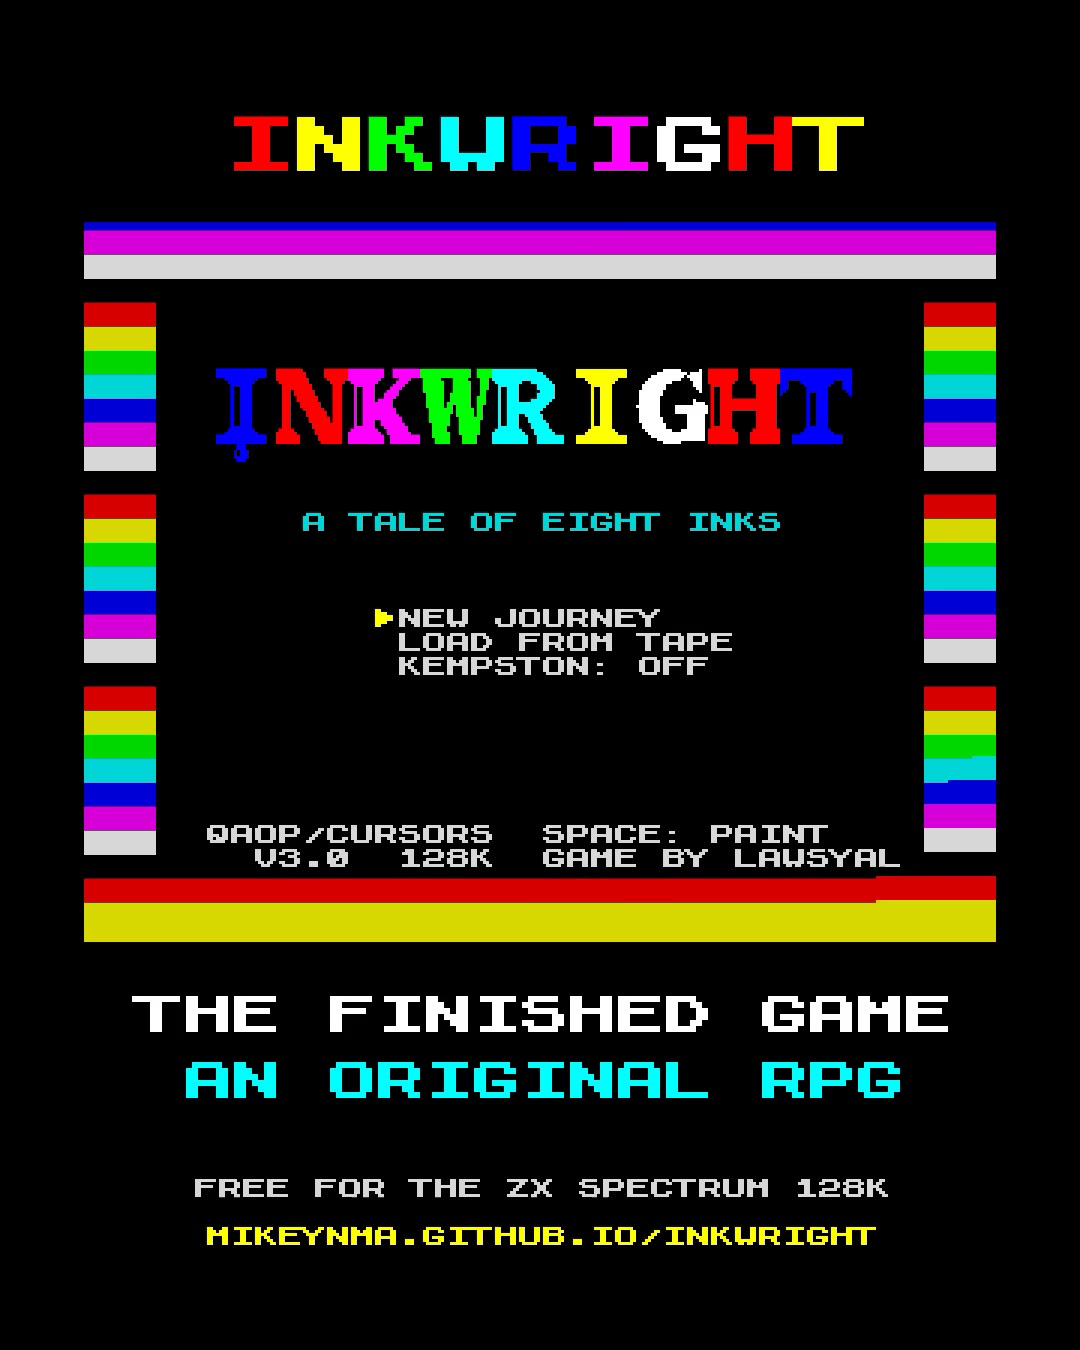 INKWRIGHT
INKWRIGHT
A TALE OF EIGHT INKS
NEW JOURNEY
LOAD FROM TAPE
KEMPSTON: OFF
QAOP/CURSORS SPACE: PAINT
V3.0 128K GAME BY LAWSYAL
THE FINISHED GAME
AN ORIGINAL RPG
FREE FOR THE ZX SPECTRUM 128K
MIKEYNMA.GITHUB.IO/INKWRIGHT